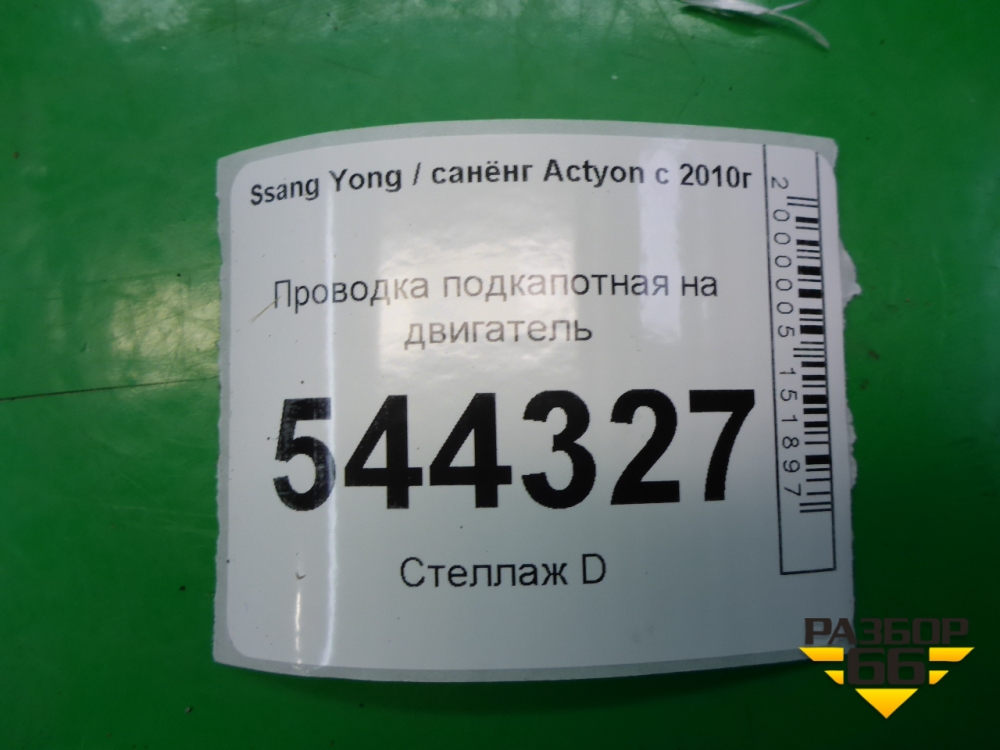 Ssang Yong / санёнг Actyon с 2010г
Проводка подкапотная на
двигатель
544327
Стеллаж D
2000005151897
РАЗБОР
66